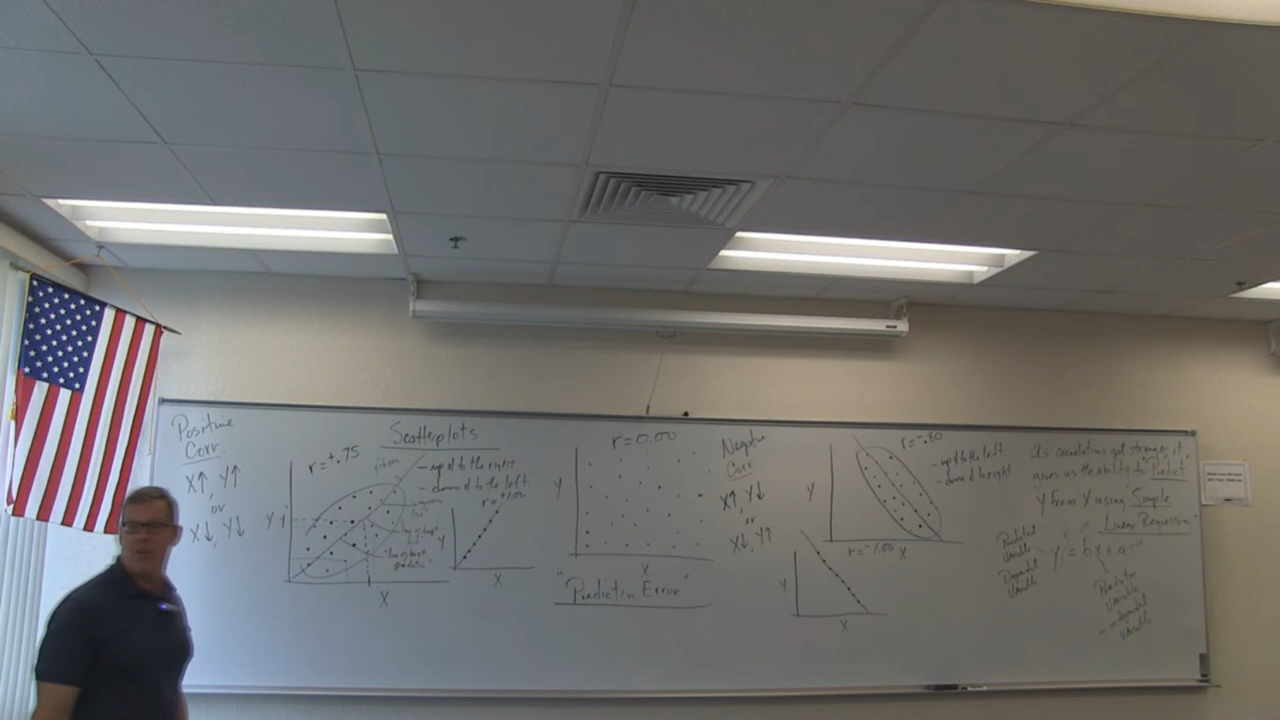 Positive
Corr.
X↑, Y↑
or
X↓, Y↓
Scatterplots
r=+.75
- up & to the right
- down & to the left
r=+1.00
Y Y'
X
Y
X
r=0.00
Y
X
"Prediction Error"
Negative
Corr
X↑ Y↓
or
X↓, Y↑
r=-.80
- up & to the left
- down & to right
Y
r=-1.00 X
Y
X
As correlation get stronger, it
gives us the ability to Predict
Y from X using "Simple
Linear Regression"
Predicted
Variable
Dependent
Variable
Y' = bx + a
Predictor
Variable
- independent
Variable